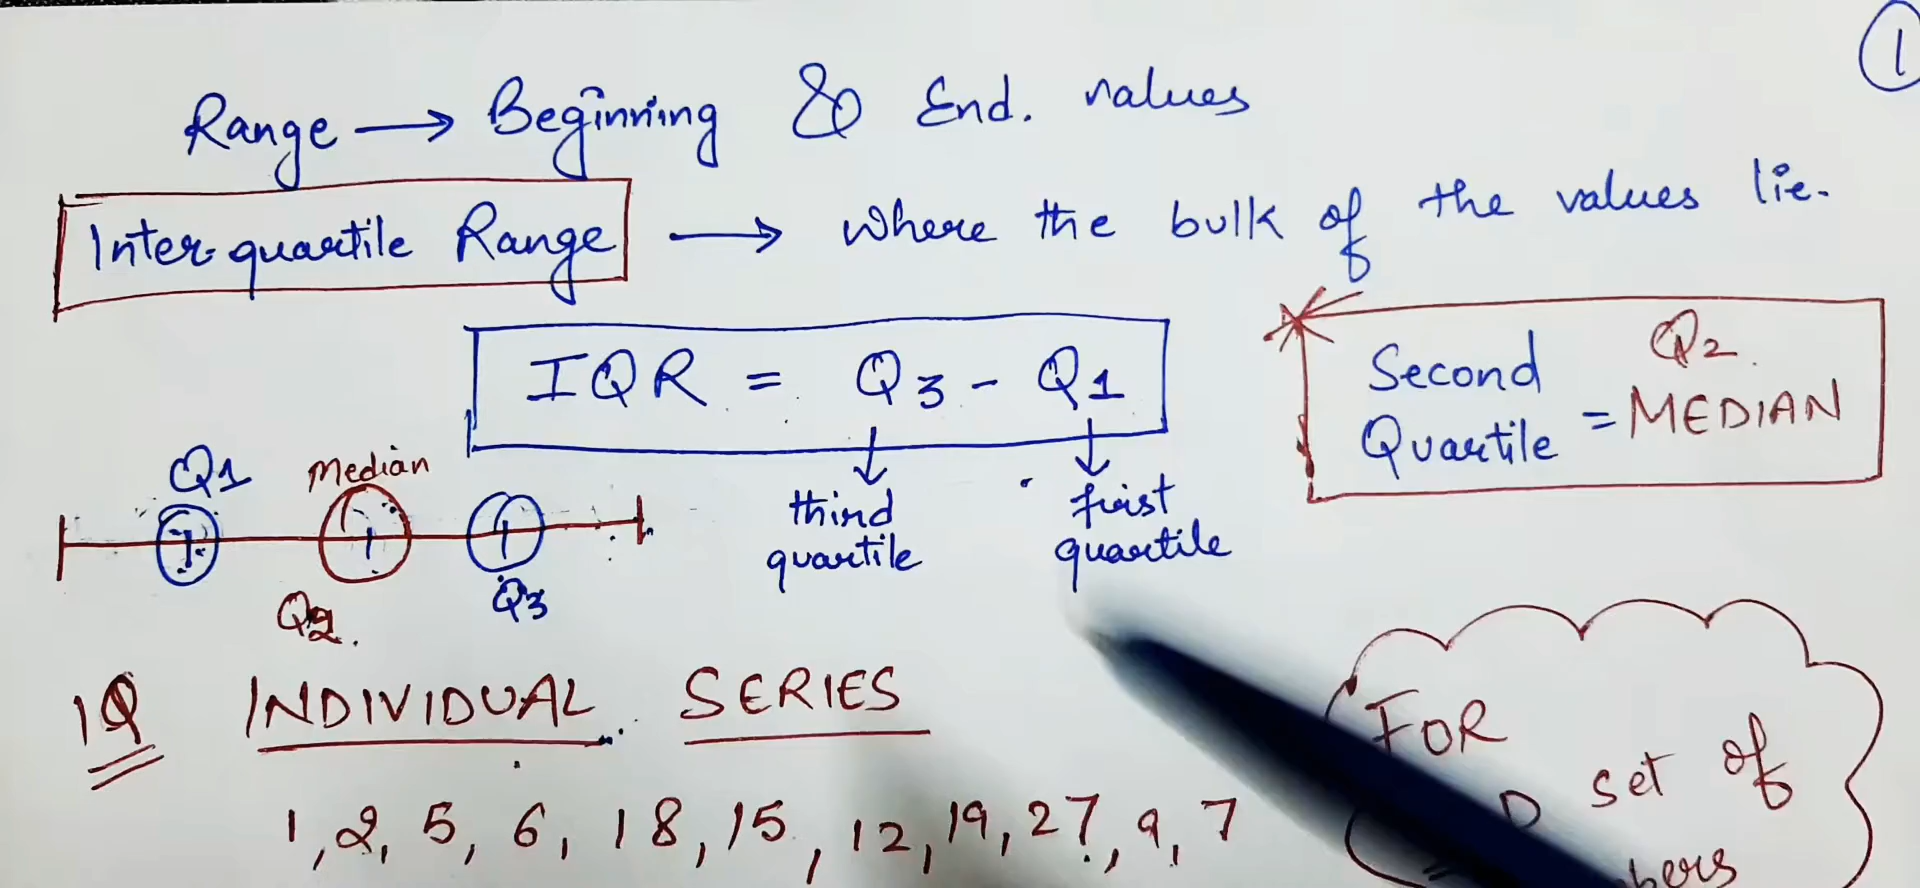 1
Range → Beginning & End. values
Inter-quartile Range → where the bulk of the values lie.
IQR = Q3 - Q1
third quartile
first quartile
Second Quartile = Q2. MEDIAN
Q1 Median
Q2. Q3
1Q INDIVIDUAL SERIES
1, 2, 5, 6, 18, 15, 12, 19, 27, 9, 7
FOR
set of